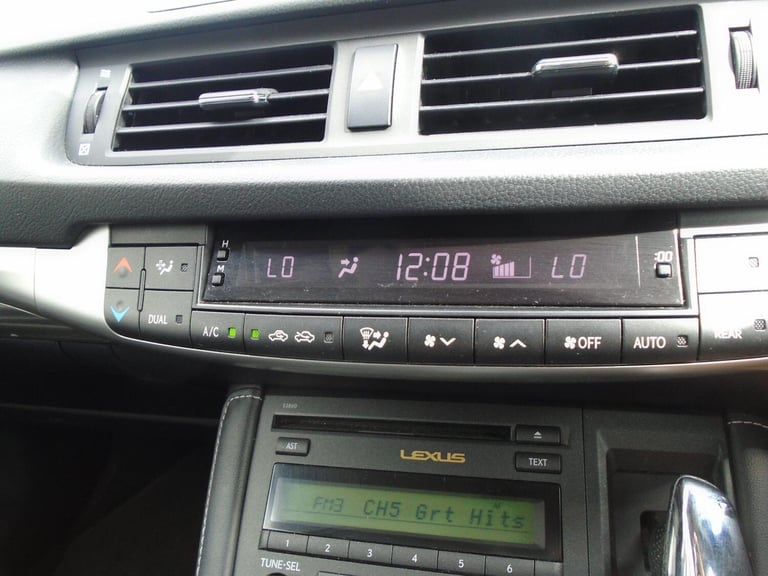 H
M
LO 12:08 LO :00
DUAL A/C OFF AUTO REAR
LEXUS
AST TEXT
FM3 CH5 Grt Hits
1 2 3 4 5 6
TUNE•SEL